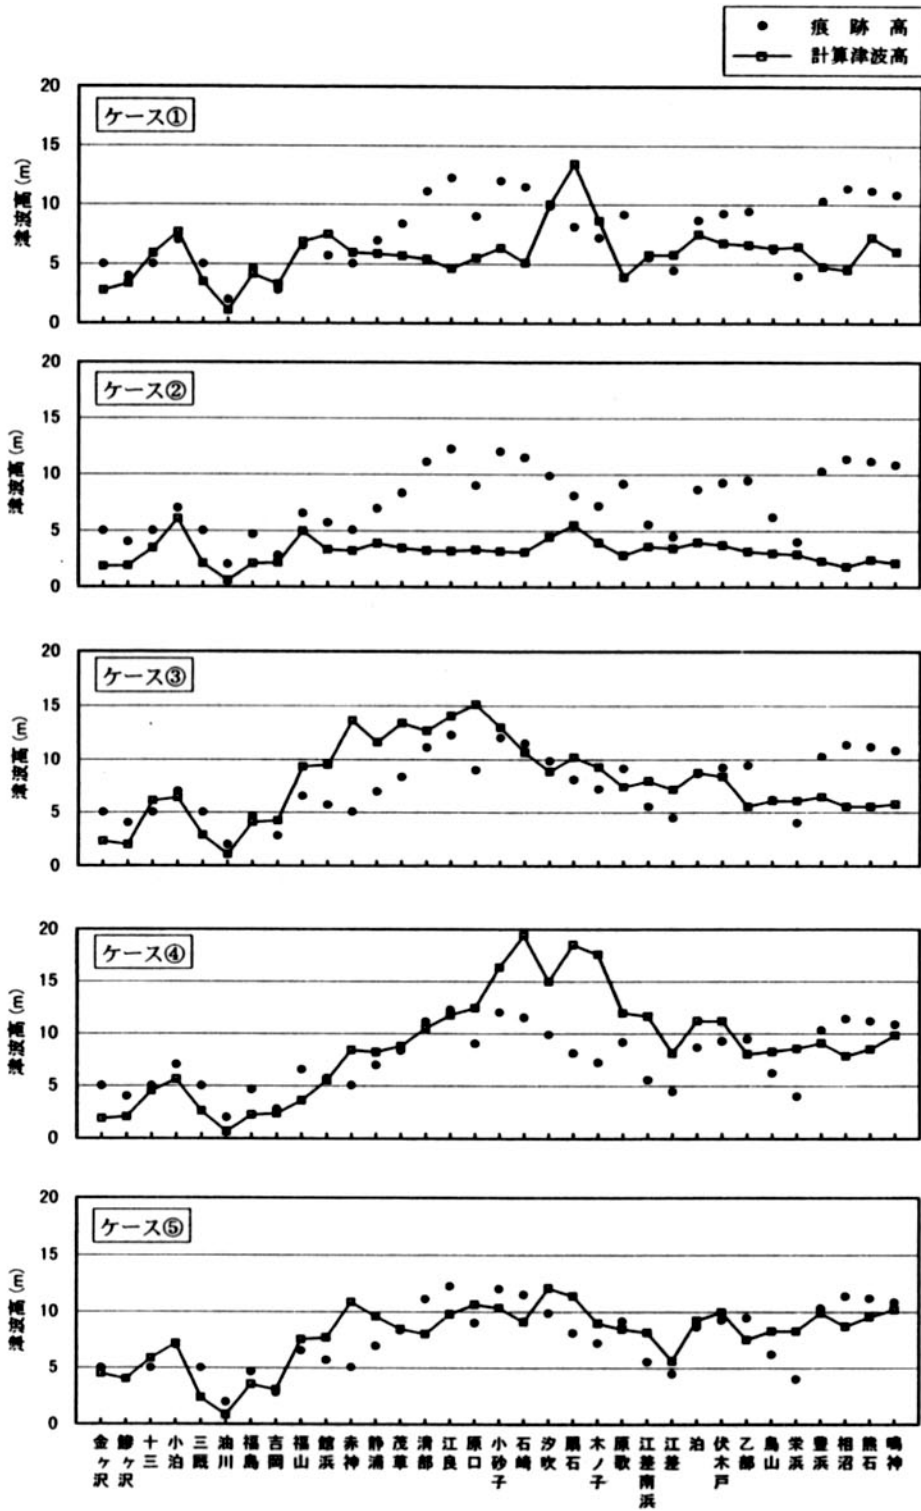 痕跡高
計算津波高
ケース①
津波高(m)
20
15
10
5
0
ケース②
津波高(m)
20
15
10
5
0
ケース③
津波高(m)
20
15
10
5
0
ケース④
津波高(m)
20
15
10
5
0
ケース⑤
津波高(m)
20
15
10
5
0
金ヶ沢
鰺ヶ沢
十三
小泊
三厩
油川
福島
吉岡
福山
館浜
赤神
静浦
茂草
清部
江良
原口
小砂子
石崎
汐吹
扇石
木ノ子
原歌
江差南浜
江差
泊
伏木戸
乙部
鳥山
栄浜
豊浜
相沼
熊石
鳴神